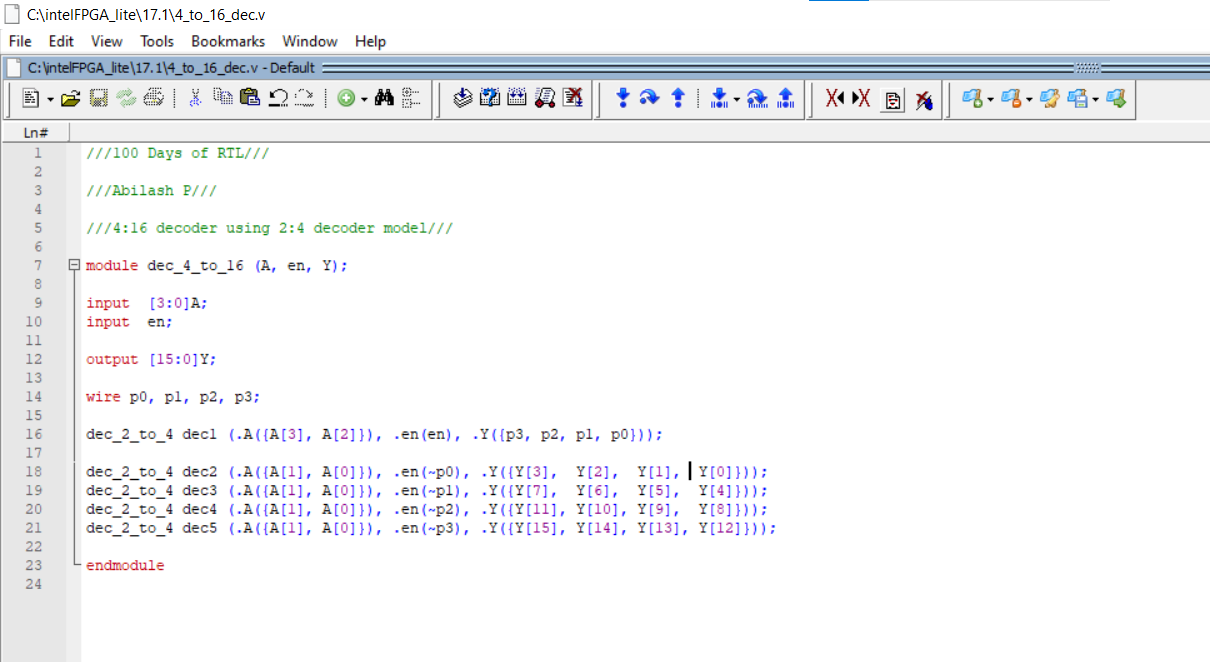 C:\intelFPGA_lite\17.1\4_to_16_dec.v
File Edit View Tools Bookmarks Window Help
C:\intelFPGA_lite\17.1\4_to_16_dec.v - Default
Ln#
1 ///100 Days of RTL///
2
3 ///Abilash P///
4
5 ///4:16 decoder using 2:4 decoder model///
6
7 module dec_4_to_16 (A, en, Y);
8
9 input [3:0]A;
10 input en;
11
12 output [15:0]Y;
13
14 wire p0, p1, p2, p3;
15
16 dec_2_to_4 dec1 (.A({A[3], A[2]}), .en(en), .Y({p3, p2, p1, p0}));
17
18 dec_2_to_4 dec2 (.A({A[1], A[0]}), .en(~p0), .Y({Y[3], Y[2], Y[1], Y[0]}));
19 dec_2_to_4 dec3 (.A({A[1], A[0]}), .en(~p1), .Y({Y[7], Y[6], Y[5], Y[4]}));
20 dec_2_to_4 dec4 (.A({A[1], A[0]}), .en(~p2), .Y({Y[11], Y[10], Y[9], Y[8]}));
21 dec_2_to_4 dec5 (.A({A[1], A[0]}), .en(~p3), .Y({Y[15], Y[14], Y[13], Y[12]}));
22
23 endmodule
24